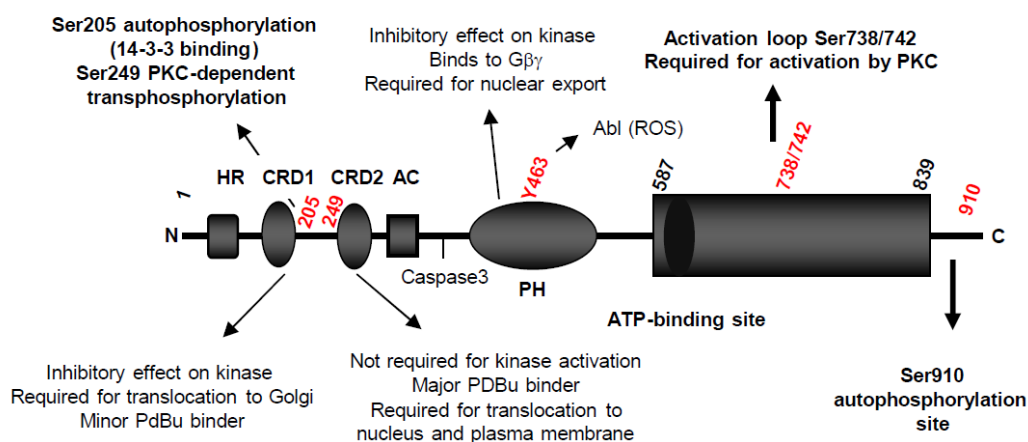 Ser205 autophosphorylation
(14-3-3 binding)
Ser249 PKC-dependent
transphosphorylation
Inhibitory effect on kinase
Binds to Gβγ
Required for nuclear export
Activation loop Ser738/742
Required for activation by PKC
Abl (ROS)
1
HR
CRD1
205
249
CRD2
AC
Y463
587
738/742
839
910
N
C
Caspase3
PH
ATP-binding site
Inhibitory effect on kinase
Required for translocation to Golgi
Minor PdBu binder
Not required for kinase activation
Major PDBu binder
Required for translocation to
nucleus and plasma membrane
Ser910
autophosphorylation
site